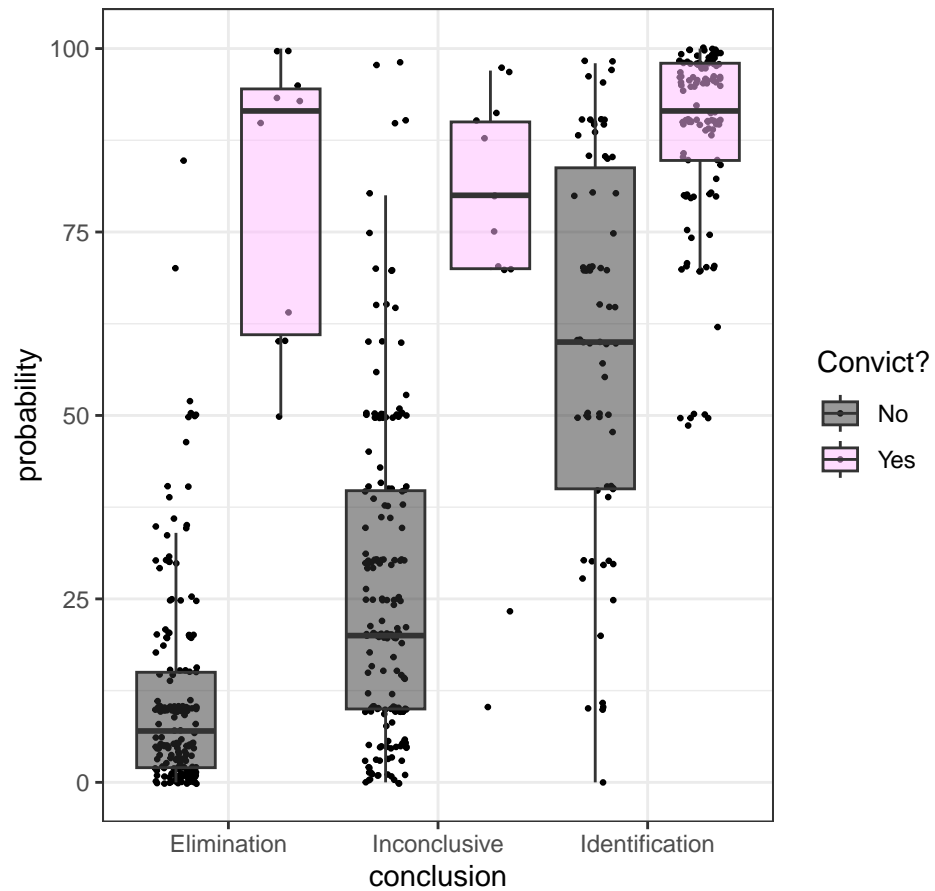 100
75
50
25
0
probability
Elimination
Inconclusive
Identification
conclusion
Convict?
No
Yes